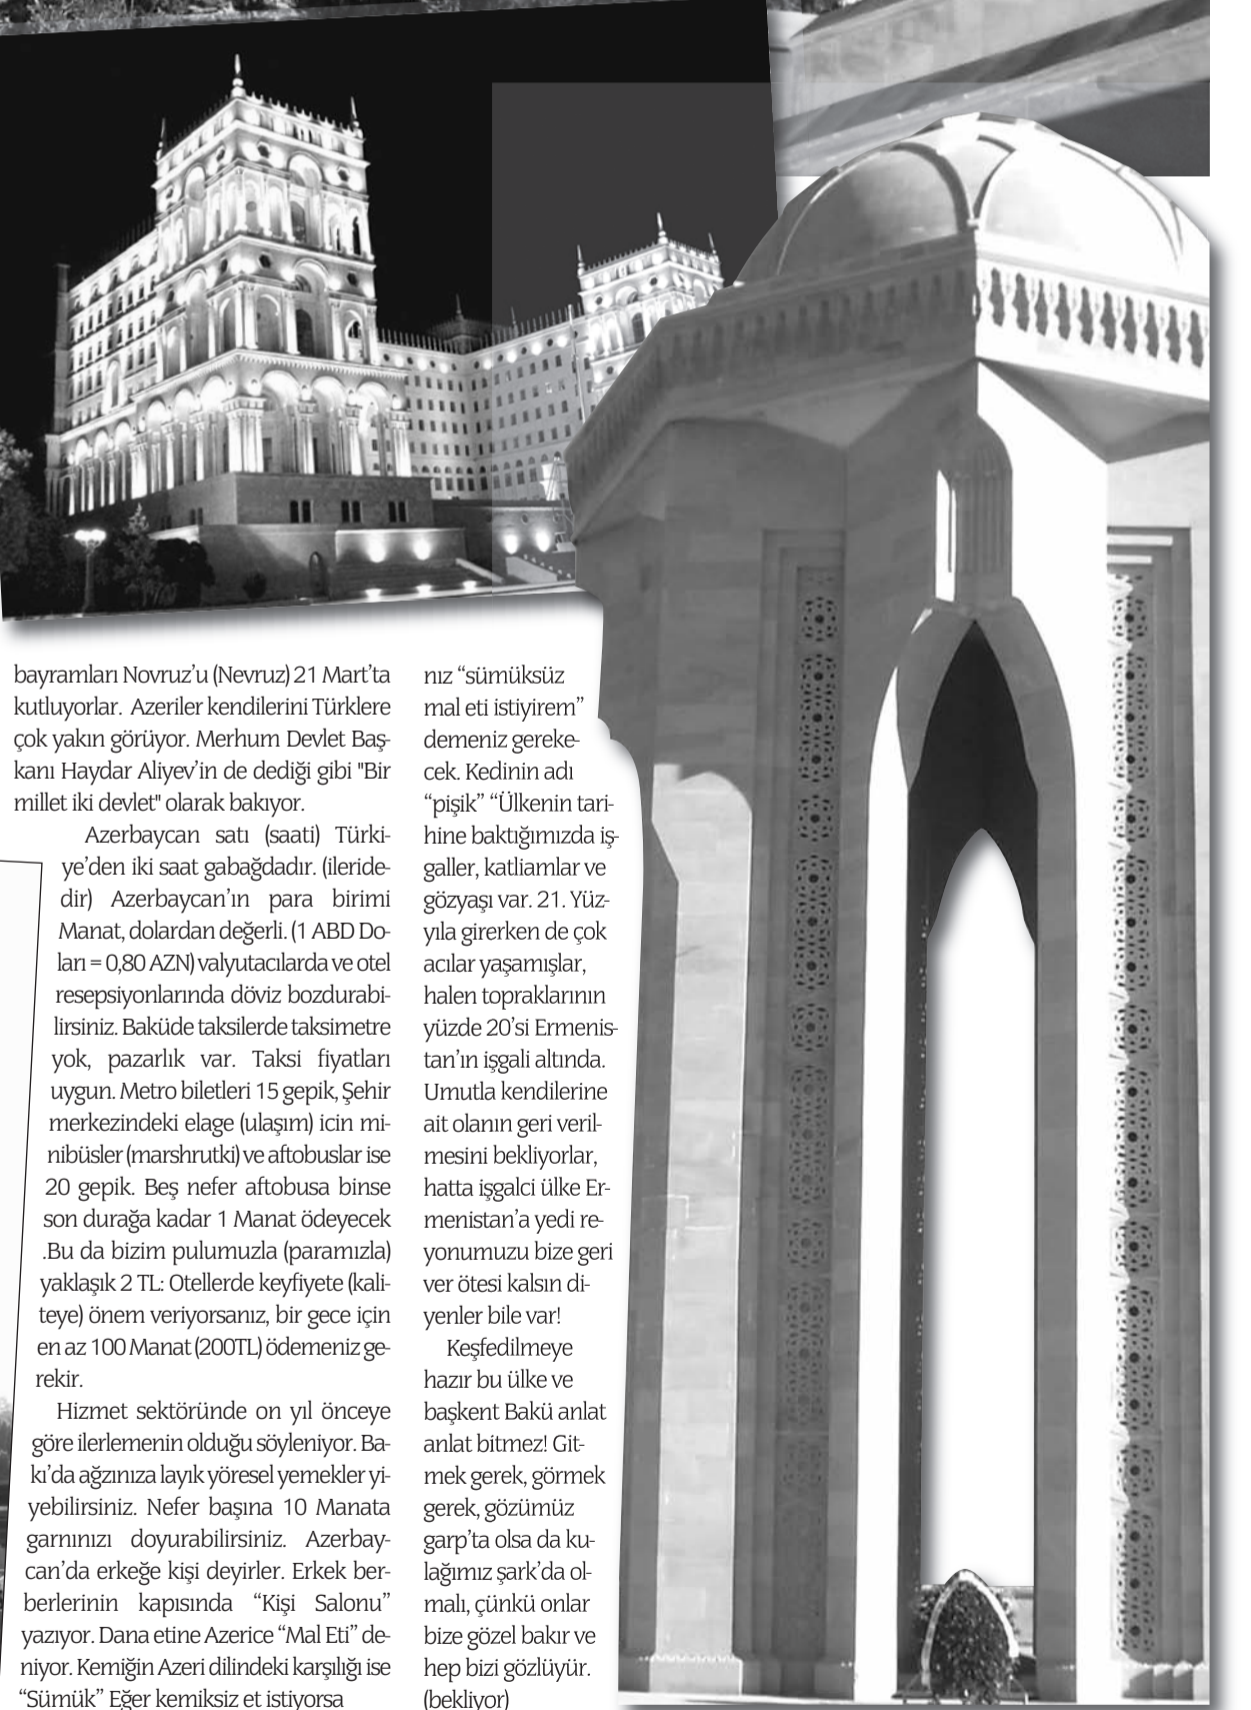 bayramları Novruz’u (Nevruz) 21 Mart’ta
kutluyorlar. Azeriler kendilerini Türklere
çok yakın görüyor. Merhum Devlet Baş-
kanı Haydar Aliyev’in de dediği gibi "Bir
millet iki devlet" olarak bakıyor.
Azerbaycan satı (saati) Türki-
ye’den iki saat gabağdadır. (ileride-
dir) Azerbaycan’ın para birimi
Manat, dolardan değerli. (1 ABD Do-
ları = 0,80 AZN) valyutacılarda ve otel
resepsiyonlarında döviz bozdurabi-
lirsiniz. Baküde taksilerde taksimetre
yok, pazarlık var. Taksi fiyatları
uygun. Metro biletleri 15 gepik, Şehir
merkezindeki elage (ulaşım) icin mi-
nibüsler (marshrutki) ve aftobuslar ise
20 gepik. Beş nefer aftobusa binse
son durağa kadar 1 Manat ödeyecek
.Bu da bizim pulumuzla (paramızla)
yaklaşık 2 TL: Otellerde keyfiyete (kali-
teye) önem veriyorsanız, bir gece için
en az 100 Manat (200TL) ödemeniz ge-
rekir.
Hizmet sektöründe on yıl önceye
göre ilerlemenin olduğu söyleniyor. Ba-
kı’da ağzınıza layık yöresel yemekler yi-
yebilirsiniz. Nefer başına 10 Manata
garnınızı doyurabilirsiniz. Azerbay-
can’da erkeğe kişi deyirler. Erkek ber-
berlerinin kapısında “Kişi Salonu”
yazıyor. Dana etine Azerice “Mal Eti” de-
niyor. Kemiğin Azeri dilindeki karşılığı ise
“Sümük” Eğer kemiksiz et istiyorsa
nız “sümüksüz
mal eti istiyirem”
demeniz gereke-
cek. Kedinin adı
“pişik” “Ülkenin tari-
hine baktığımızda iş-
galler, katliamlar ve
gözyaşı var. 21. Yüz-
yıla girerken de çok
acılar yaşamışlar,
halen topraklarının
yüzde 20’si Ermenis-
tan’ın işgali altında.
Umutla kendilerine
ait olanın geri veril-
mesini bekliyorlar,
hatta işgalci ülke Er-
menistan’a yedi re-
yonumuzu bize geri
ver ötesi kalsın di-
yenler bile var!
Keşfedilmeye
hazır bu ülke ve
başkent Bakü anlat
anlat bitmez! Git-
mek gerek, görmek
gerek, gözümüz
garp’ta olsa da ku-
lağımız şark’da ol-
malı, çünkü onlar
bize gözel bakır ve
hep bizi gözlüyür.
(bekliyor)